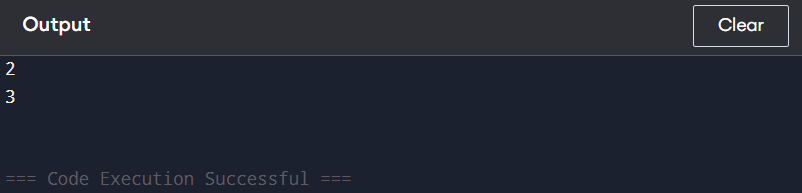 Output
Clear
2
3
=== Code Execution Successful ===